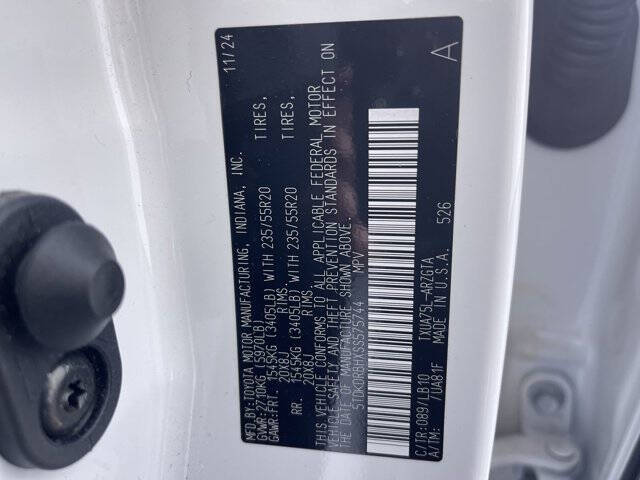 MFD.BY:TOYOTA MOTOR MANUFACTURING, INDIANA, INC. 11/24
GVWR:2710KG (5970LB)
GAWR:FRT. 1545KG (3405LB) WITH 235/55R20 TIRES,
20X8J RIMS.
RR. 1545KG (3405LB) WITH 235/55R20 TIRES,
20X8J RIMS.
THIS VEHICLE CONFORMS TO ALL APPLICABLE FEDERAL MOTOR
VEHICLE SAFETY AND THEFT PREVENTION STANDARDS IN EFFECT ON
THE DATE OF MANUFACTURE SHOWN ABOVE.
MPV
C/TR:089/LB10 TXUA75L-ARZGTA 526
A/TM: /UA81F MADE IN U.S.A.
A